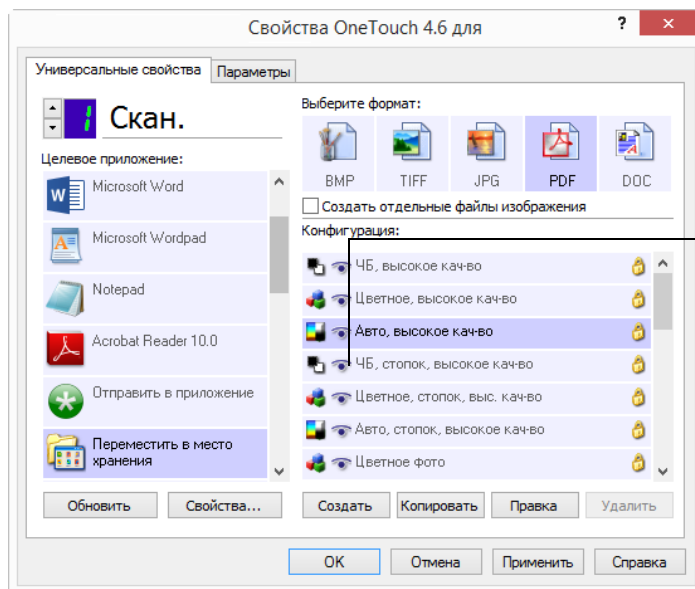 Свойства OneTouch 4.6 для
? ×
Универсальные свойства
Параметры
1 Скан.
Целевое приложение:
Microsoft Word
Microsoft Wordpad
Notepad
Acrobat Reader 10.0
Отправить в приложение
Переместить в место
хранения
Обновить
Свойства...
Выберите формат:
BMP
TIFF
JPG
PDF
DOC
Создать отдельные файлы изображения
Конфигурация:
ЧБ, высокое кач-во
Цветное, высокое кач-во
Авто, высокое кач-во
ЧБ, стопок, высокое кач-во
Цветное, стопок, выс. кач-во
Авто, стопок, высокое кач-во
Цветное фото
Создать
Копировать
Правка
Удалить
OK
Отмена
Применить
Справка